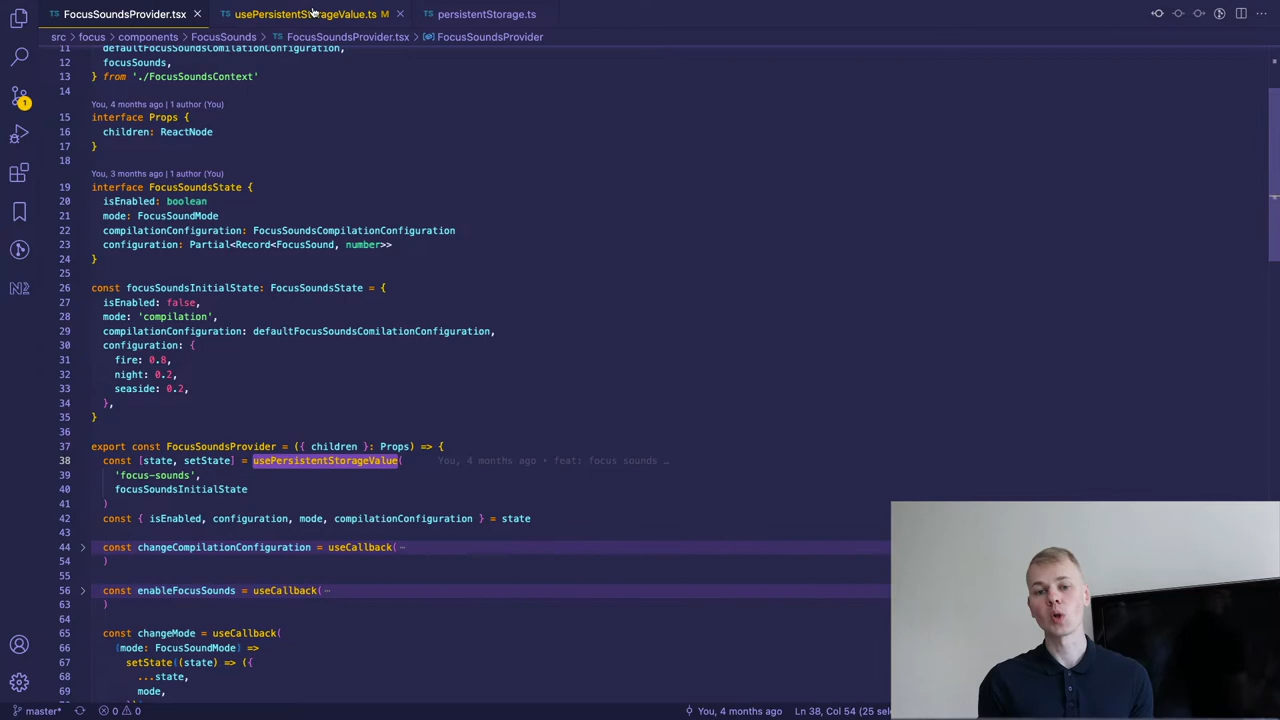 FocusSoundsProvider.tsx
TS usePersistentStorageValue.ts M
TS persistentStorage.ts
src > focus > components > FocusSounds > TS FocusSoundsProvider.tsx > FocusSoundsProvider
11 defaultFocusSoundsComilationConfiguration,
12 focusSounds,
13 } from './FocusSoundsContext'
14
You, 4 months ago | 1 author (You)
15 interface Props {
16 children: ReactNode
17 }
18
You, 3 months ago | 1 author (You)
19 interface FocusSoundsState {
20 isEnabled: boolean
21 mode: FocusSoundMode
22 compilationConfiguration: FocusSoundsCompilationConfiguration
23 configuration: Partial<Record<FocusSound, number>>
24 }
25
26 const focusSoundsInitialState: FocusSoundsState = {
27 isEnabled: false,
28 mode: 'compilation',
29 compilationConfiguration: defaultFocusSoundsComilationConfiguration,
30 configuration: {
31 fire: 0.8,
32 night: 0.2,
33 seaside: 0.2,
34 },
35 }
36
37 export const FocusSoundsProvider = ({ children }: Props) => {
38 const [state, setState] = usePersistentStorageValue( You, 4 months ago • feat: focus sounds …
39 'focus-sounds',
40 focusSoundsInitialState
41 )
42 const { isEnabled, configuration, mode, compilationConfiguration } = state
43
44 const changeCompilationConfiguration = useCallback( …
54 )
55
56 const enableFocusSounds = useCallback( …
63 )
64
65 const changeMode = useCallback(
66 (mode: FocusSoundMode) =>
67 setState((state) => ({
68 ...state,
69 mode,
1
master*
0 0
You, 4 months ago
Ln 38, Col 54 (25 sele